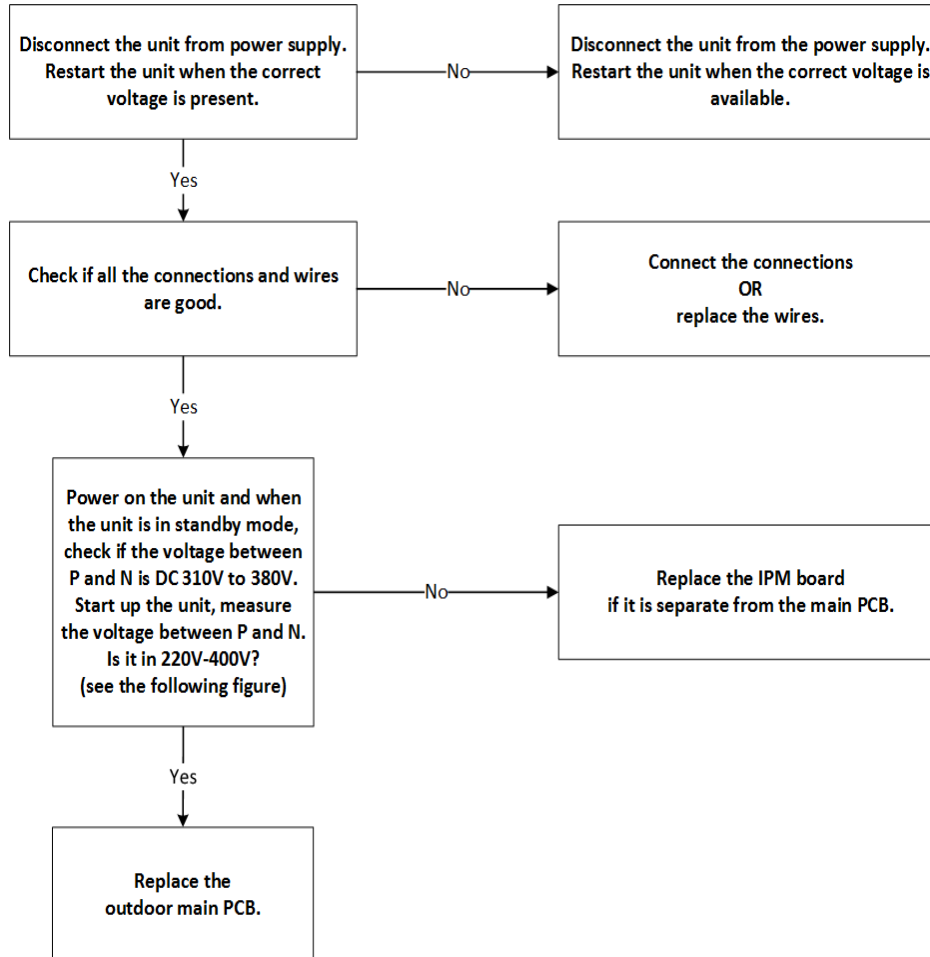 Disconnect the unit from power supply.
Restart the unit when the correct
voltage is present.
No
Disconnect the unit from the power supply.
Restart the unit when the correct voltage is
available.
Yes
Check if all the connections and wires
are good.
No
Connect the connections
OR
replace the wires.
Yes
Power on the unit and when
the unit is in standby mode,
check if the voltage between
P and N is DC 310V to 380V.
Start up the unit, measure
the voltage between P and N.
Is it in 220V-400V?
(see the following figure)
No
Replace the IPM board
if it is separate from the main PCB.
Yes
Replace the
outdoor main PCB.